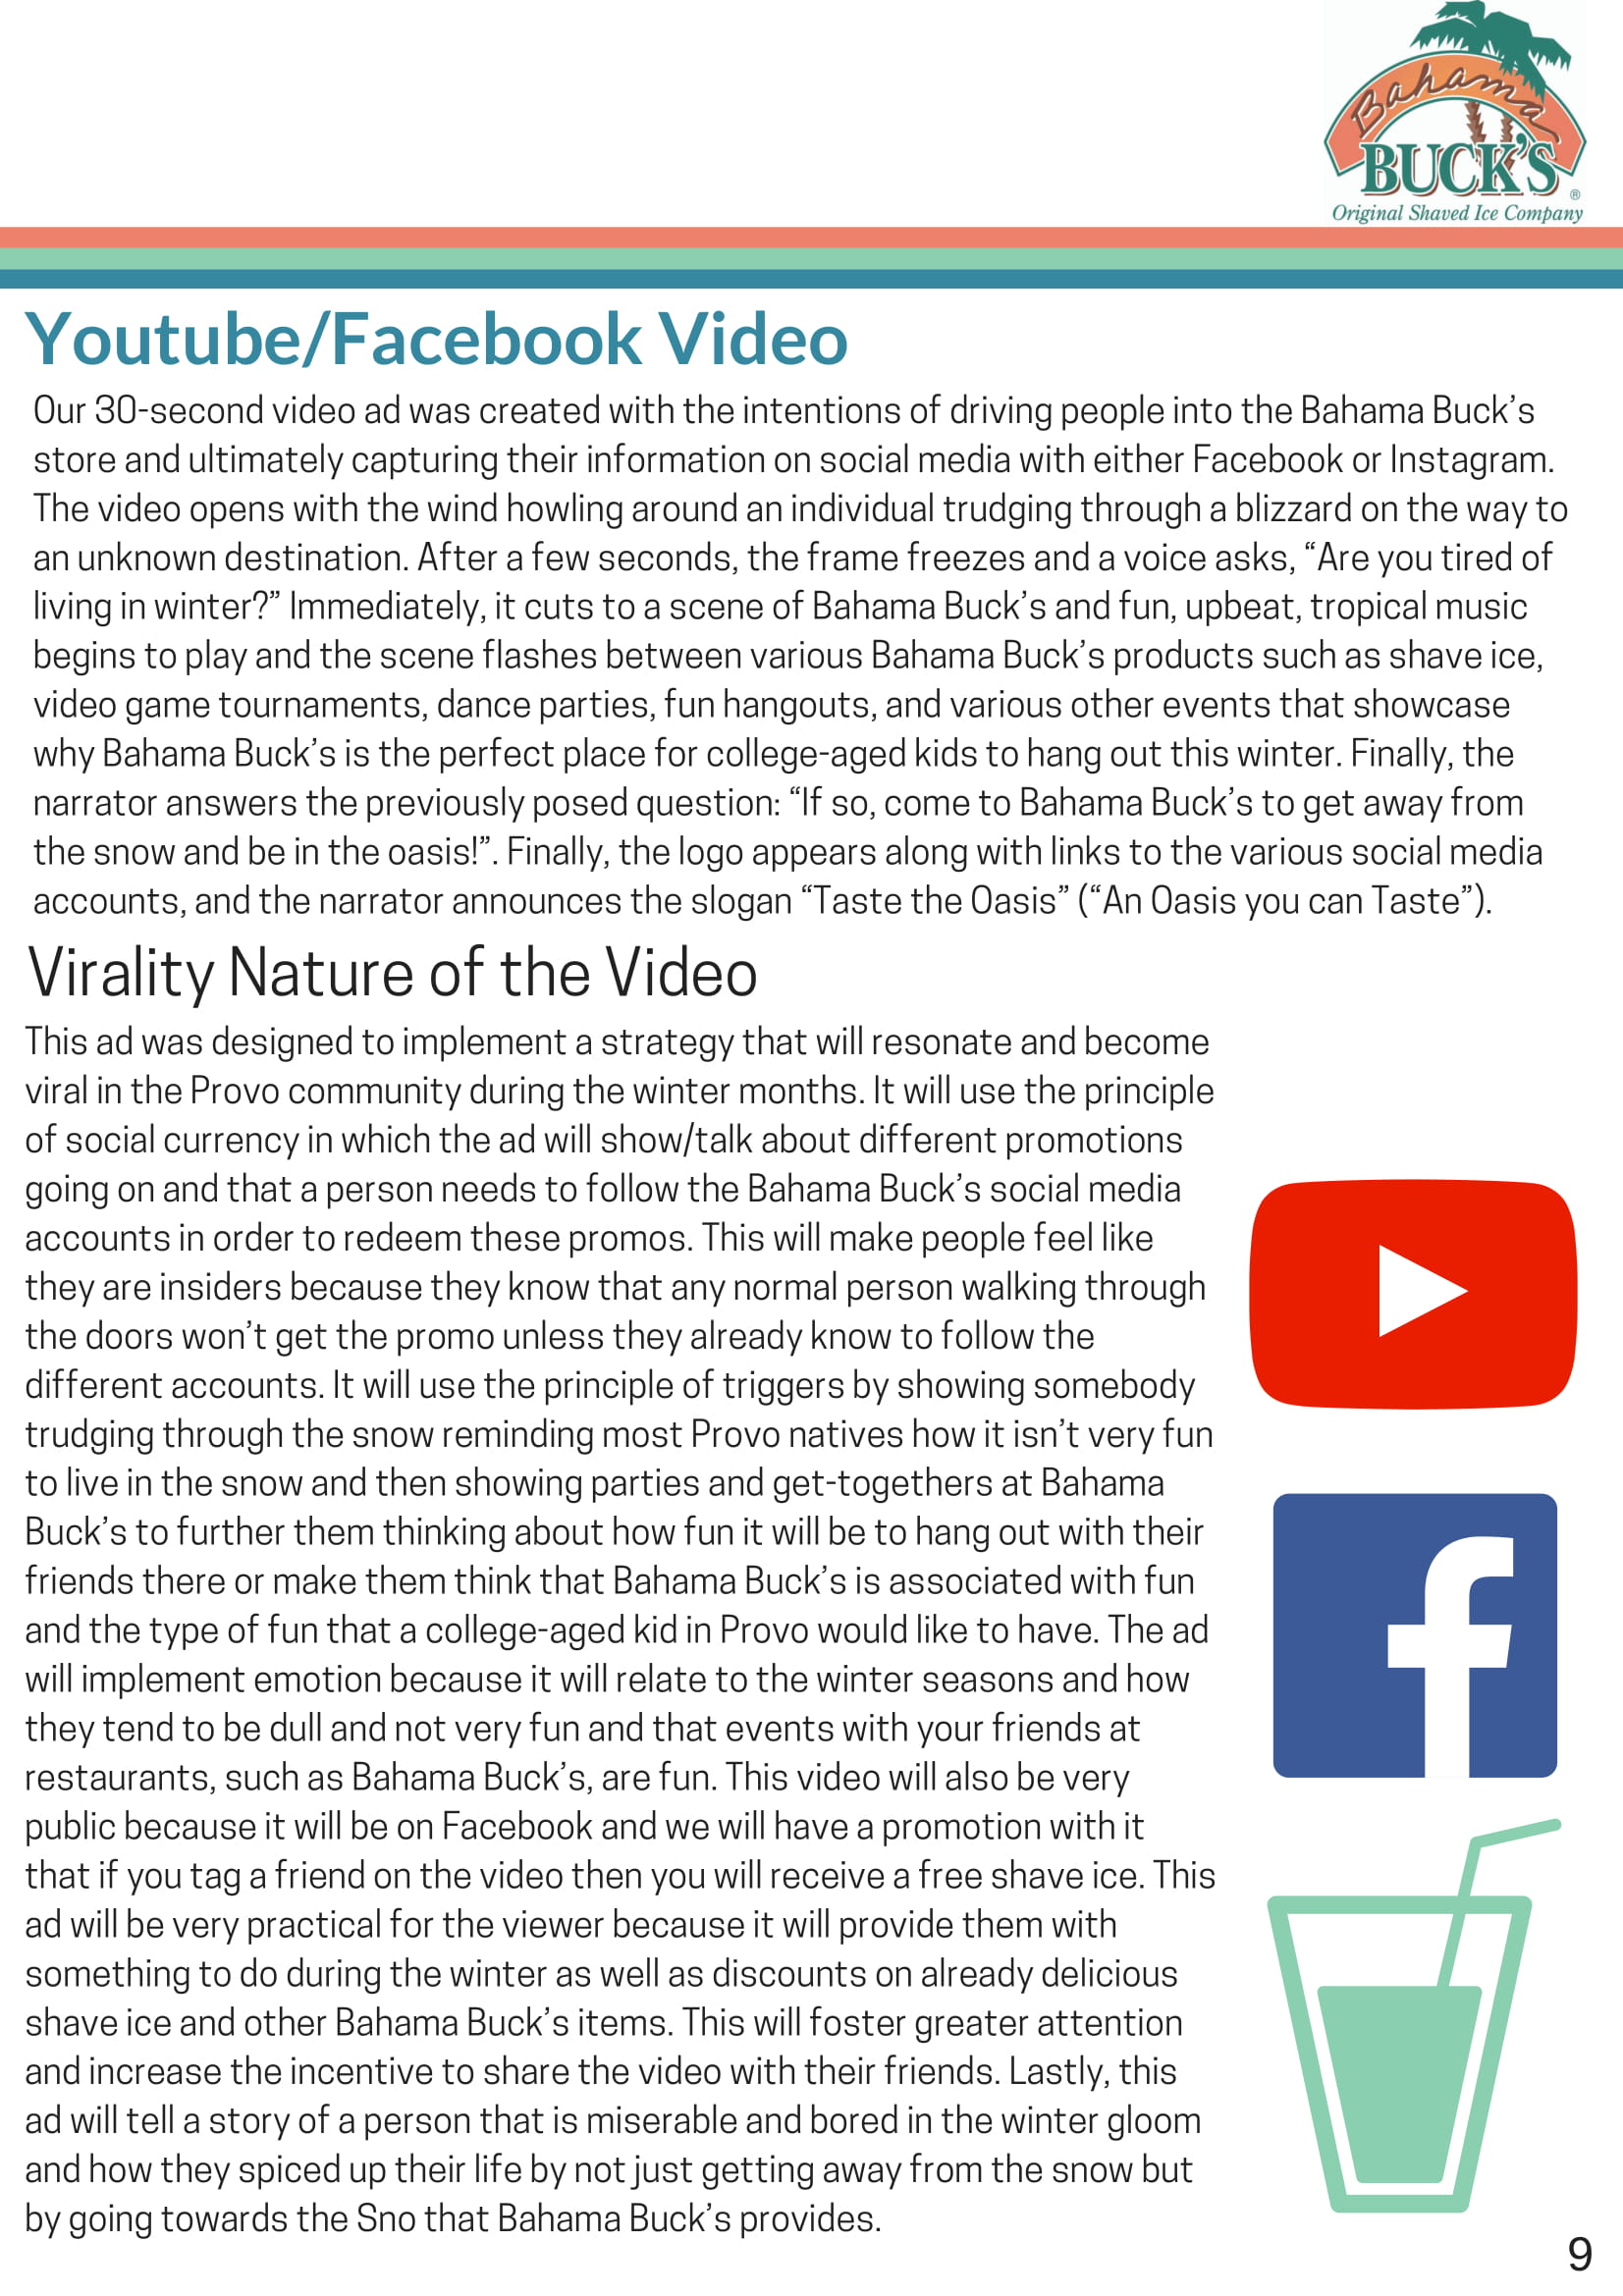 Bahama
BUCK'S ®
Original Shaved Ice Company
Youtube/Facebook Video
Our 30-second video ad was created with the intentions of driving people into the Bahama Buck's
store and ultimately capturing their information on social media with either Facebook or Instagram.
The video opens with the wind howling around an individual trudging through a blizzard on the way to
an unknown destination. After a few seconds, the frame freezes and a voice asks, “Are you tired of
living in winter?” Immediately, it cuts to a scene of Bahama Buck's and fun, upbeat, tropical music
begins to play and the scene flashes between various Bahama Buck's products such as shave ice,
video game tournaments, dance parties, fun hangouts, and various other events that showcase
why Bahama Buck's is the perfect place for college-aged kids to hang out this winter. Finally, the
narrator answers the previously posed question: “If so, come to Bahama Buck's to get away from
the snow and be in the oasis!”. Finally, the logo appears along with links to the various social media
accounts, and the narrator announces the slogan “Taste the Oasis” (“An Oasis you can Taste”).
Virality Nature of the Video
This ad was designed to implement a strategy that will resonate and become
viral in the Provo community during the winter months. It will use the principle
of social currency in which the ad will show/talk about different promotions
going on and that a person needs to follow the Bahama Buck's social media
accounts in order to redeem these promos. This will make people feel like
they are insiders because they know that any normal person walking through
the doors won't get the promo unless they already know to follow the
different accounts. It will use the principle of triggers by showing somebody
trudging through the snow reminding most Provo natives how it isn't very fun
to live in the snow and then showing parties and get-togethers at Bahama
Buck's to further them thinking about how fun it will be to hang out with their
friends there or make them think that Bahama Buck's is associated with fun
and the type of fun that a college-aged kid in Provo would like to have. The ad
will implement emotion because it will relate to the winter seasons and how
they tend to be dull and not very fun and that events with your friends at
restaurants, such as Bahama Buck's, are fun. This video will also be very
public because it will be on Facebook and we will have a promotion with it
that if you tag a friend on the video then you will receive a free shave ice. This
ad will be very practical for the viewer because it will provide them with
something to do during the winter as well as discounts on already delicious
shave ice and other Bahama Buck's items. This will foster greater attention
and increase the incentive to share the video with their friends. Lastly, this
ad will tell a story of a person that is miserable and bored in the winter gloom
and how they spiced up their life by not just getting away from the snow but
by going towards the Sno that Bahama Buck's provides.
9